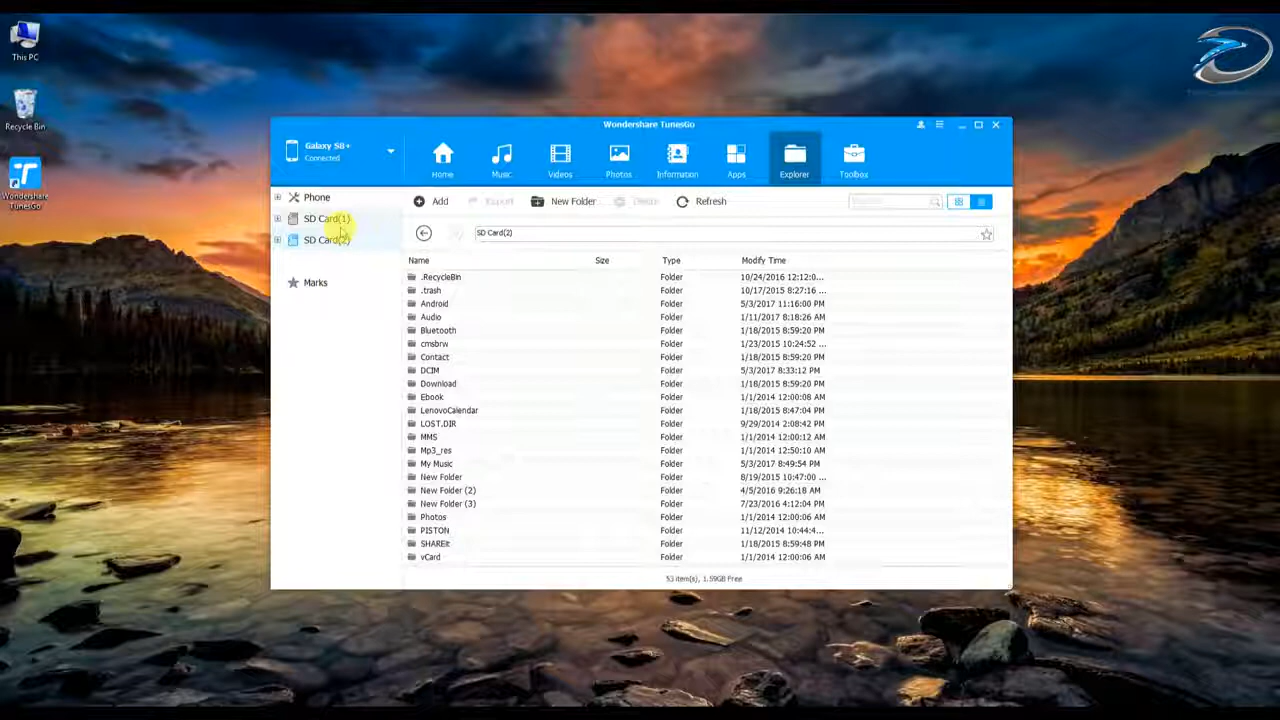 This PC
Recycle Bin
Wondershare
TunesGo
Wondershare TunesGo
Galaxy S8+
Connected
Home
Music
Videos
Photos
Information
Apps
Explorer
Toolbox
Phone
SD Card(1)
SD Card(2)
Marks
Add
Export
New Folder
Delete
Refresh
SD Card(2)
Name Size Type Modify Time
.RecycleBin Folder 10/24/2016 12:12:0...
.trash Folder 10/17/2015 8:27:16 ...
Android Folder 5/3/2017 11:16:00 PM
Audio Folder 1/11/2017 8:18:26 AM
Bluetooth Folder 1/18/2015 8:59:20 PM
cmsbrw Folder 1/23/2015 10:24:52 ...
Contact Folder 1/18/2015 8:59:20 PM
DCIM Folder 5/3/2017 8:33:12 PM
Download Folder 1/18/2015 8:59:20 PM
Ebook Folder 1/1/2014 12:00:08 AM
LenovoCalendar Folder 1/18/2015 8:47:04 PM
LOST.DIR Folder 9/29/2014 2:08:42 PM
MMS Folder 1/1/2014 12:00:12 AM
Mp3_res Folder 1/1/2014 12:50:10 AM
My Music Folder 5/3/2017 8:49:54 PM
New Folder Folder 8/19/2015 10:47:00 ...
New Folder (2) Folder 4/5/2016 9:26:18 AM
New Folder (3) Folder 7/23/2016 4:12:04 PM
Photos Folder 1/1/2014 12:00:06 AM
PISTON Folder 11/12/2014 10:44:4...
SHAREit Folder 1/18/2015 8:59:48 PM
vCard Folder 1/1/2014 12:00:06 AM
53 item(s), 1.59GB Free